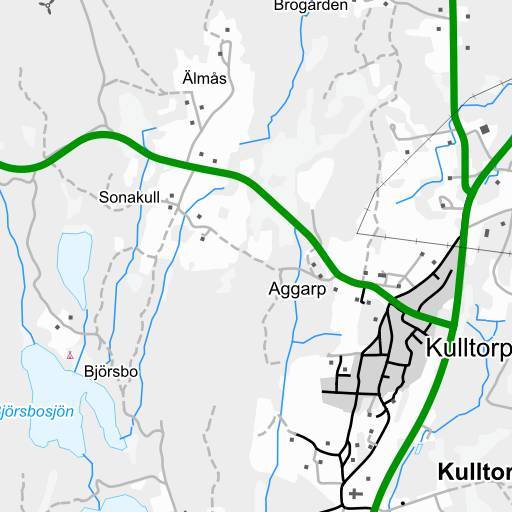 Brogården
Älmås
Sonakull
Aggarp
Kulltorp
Björsbo
Björsbosjön
Kulltor